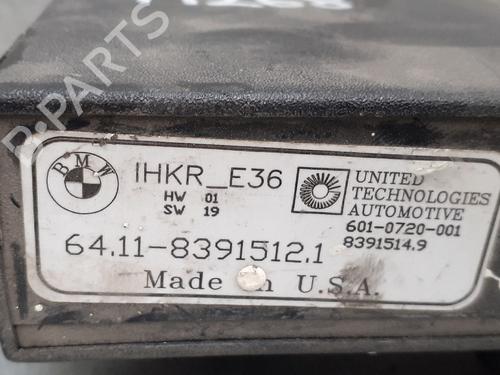 BMW
IHKR_E36
HW 01
SW 19
UNITED
TECHNOLOGIES
AUTOMOTIVE
601-0720-001
8391514.9
64.11-8391512.1
Made in U.S.A.
B.PARTS